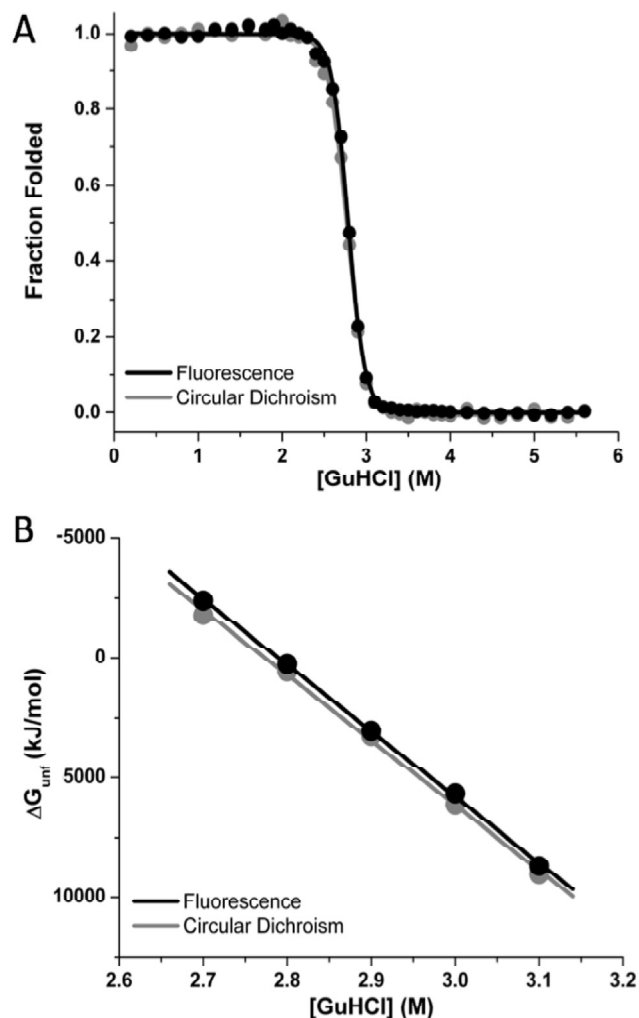 A
Fraction Folded
1.0
0.8
0.6
0.4
0.2
0.0
Fluorescence
Circular Dichroism
0 1 2 3 4 5 6
[GuHCl] (M)
B
ΔGunf (kJ/mol)
-5000
0
5000
10000
Fluorescence
Circular Dichroism
2.6 2.7 2.8 2.9 3.0 3.1 3.2
[GuHCl] (M)